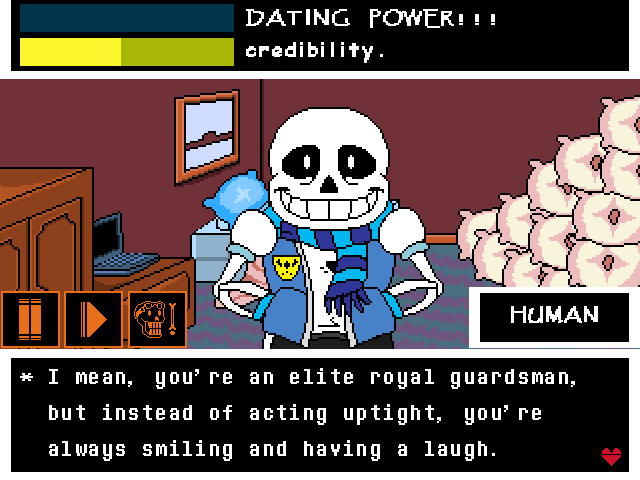 DATING POWER!!!
credibility.
HUMAN
* I mean, you're an elite royal guardsman,
but instead of acting uptight, you're
always smiling and having a laugh.